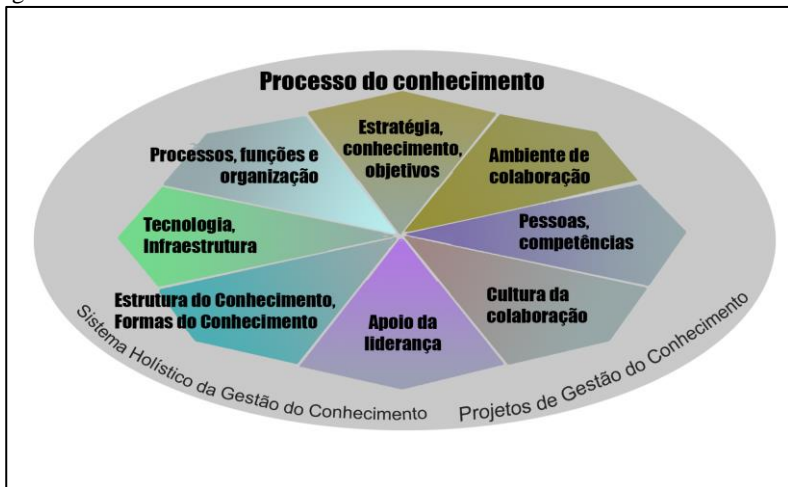 Processo do conhecimento
Estratégia,
conhecimento,
objetivos
Processos, funções e
organização
Ambiente de
colaboração
Tecnologia,
Infraestrutura
Pessoas,
competências
Estrutura do Conhecimento,
Formas do Conhecimento
Apoio da
liderança
Cultura da
colaboração
Sistema Holístico da Gestão do Conhecimento
Projetos de Gestão do Conhecimento